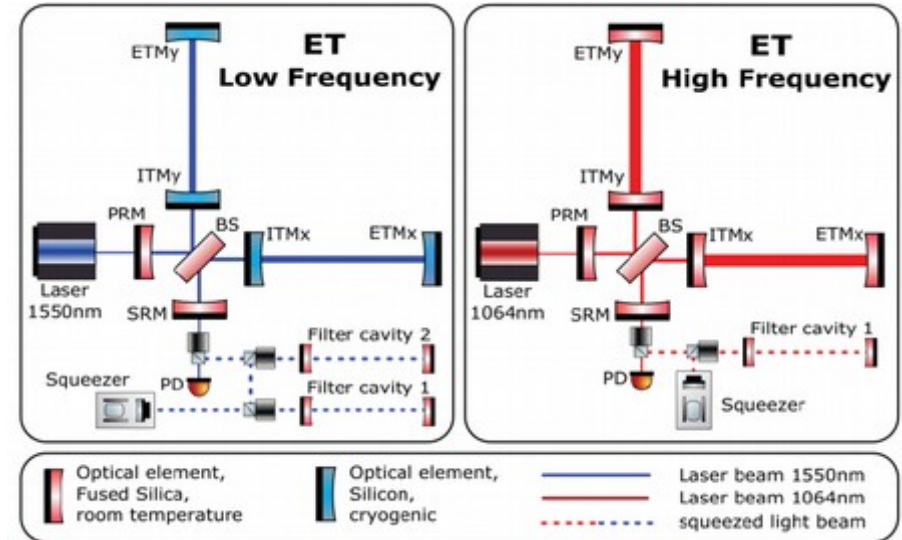 ET
Low Frequency
ETMy
ITMy
PRM
BS
ITMx
ETMx
Laser
1550nm
SRM
Filter cavity 2
PD
Squeezer
Filter cavity 1
ET
High Frequency
ETMy
ITMy
PRM
BS
ITMx
ETMx
Laser
1064nm
SRM
Filter cavity 1
PD
Squeezer
Optical element,
Fused Silica,
room temperature
Optical element,
Silicon,
cryogenic
Laser beam 1550nm
Laser beam 1064nm
squeezed light beam